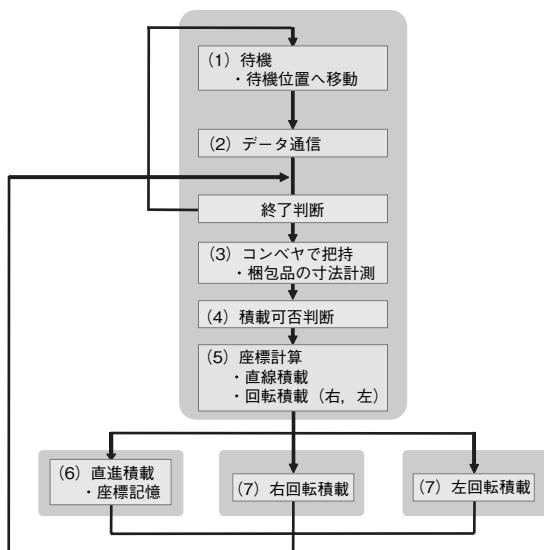 (1) 待機
・待機位置へ移動
(2) データ通信
終了判断
(3) コンベヤで把持
・梱包品の寸法計測
(4) 積載可否判断
(5) 座標計算
・直線積載
・回転積載（右，左）
(6) 直進積載
・座標記憶
(7) 右回転積載
(7) 左回転積載